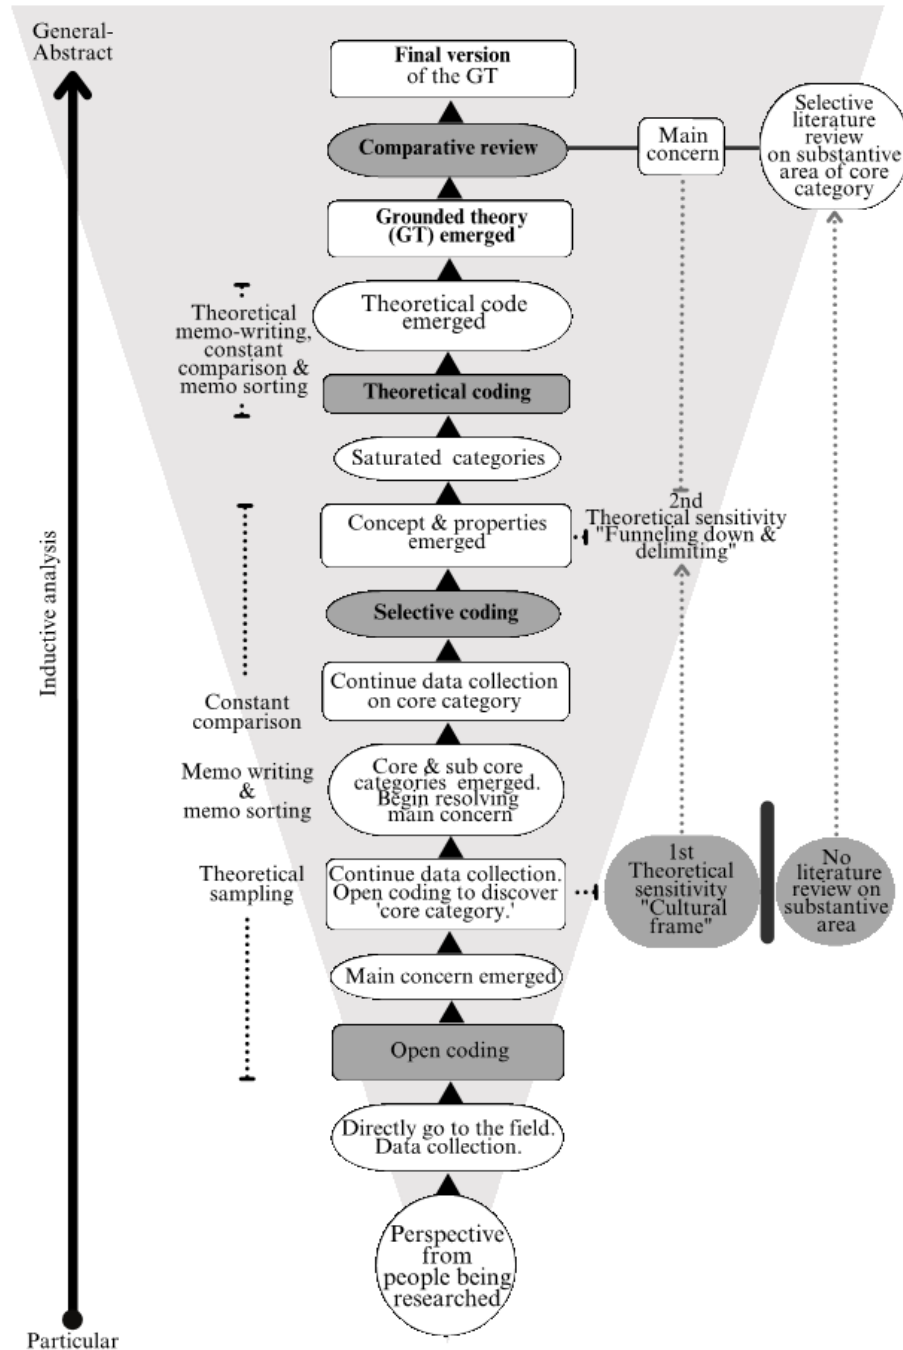 General-
Abstract
Final version
of the GT
Comparative review
Main
concern
Selective
literature
review
on substantive
area of core
category
Grounded theory
(GT) emerged
Theoretical code
emerged
Theoretical
memo-writing,
constant
comparison &
memo sorting
Theoretical coding
Saturated categories
Concept & properties
emerged
2nd
Theoretical sensitivity
"Funneling down &
delimiting"
Selective coding
Inductive analysis
Continue data collection
on core category
Constant
comparison
Core & sub core
categories emerged.
Begin resolving
main concern
Memo writing
&
memo sorting
Theoretical
sampling
Continue data collection.
Open coding to discover
'core category.'
1st
Theoretical
sensitivity
"Cultural
frame"
No
literature
review on
substantive
area
Main concern emerged
Open coding
Directly go to the field.
Data collection.
Perspective
from
people being
researched
Particular